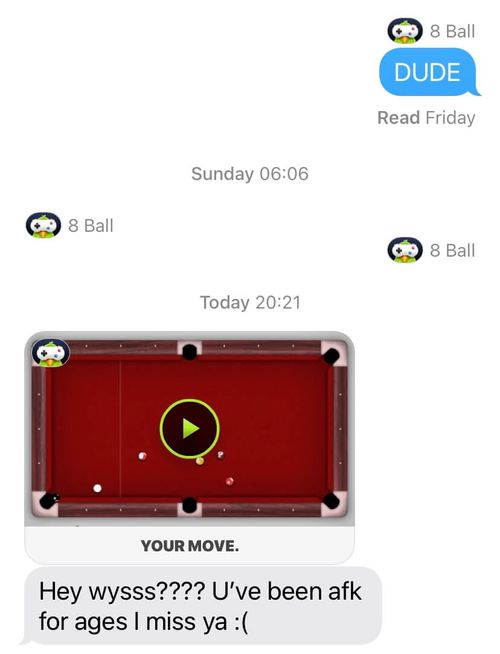 8 Ball
DUDE
Read Friday
Sunday 06:06
8 Ball
8 Ball
Today 20:21
YOUR MOVE.
Hey wysss???? U’ve been afk
for ages I miss ya :(